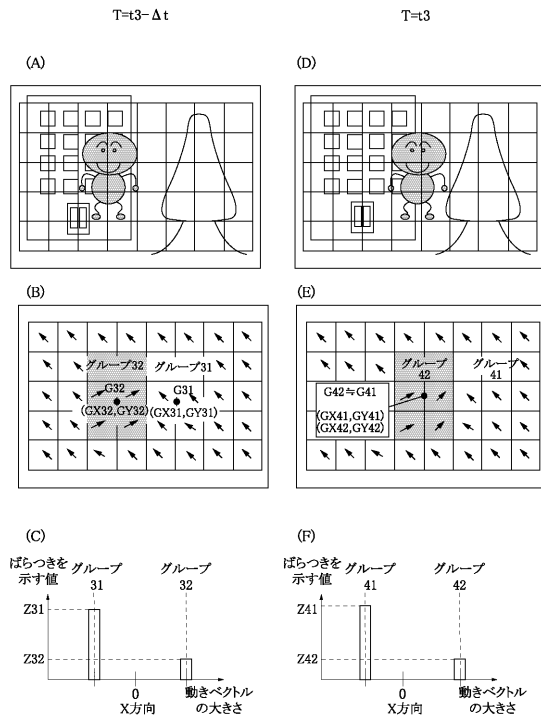 T=t3-Δt
T=t3
(A)
(D)
(B)
(E)
グループ32
グループ31
G32
(GX32,GY32)
G31
(GX31,GY31)
グループ
42
グループ
41
G42≒G41
(GX41,GY41)
(GX42,GY42)
(C)
(F)
ばらつきを
示す値
グループ
31
グループ
32
Z31
Z32
0
X方向
動きベクトル
の大きさ
ばらつきを
示す値
グループ
41
グループ
42
Z41
Z42
0
X方向
動きベクトル
の大きさ